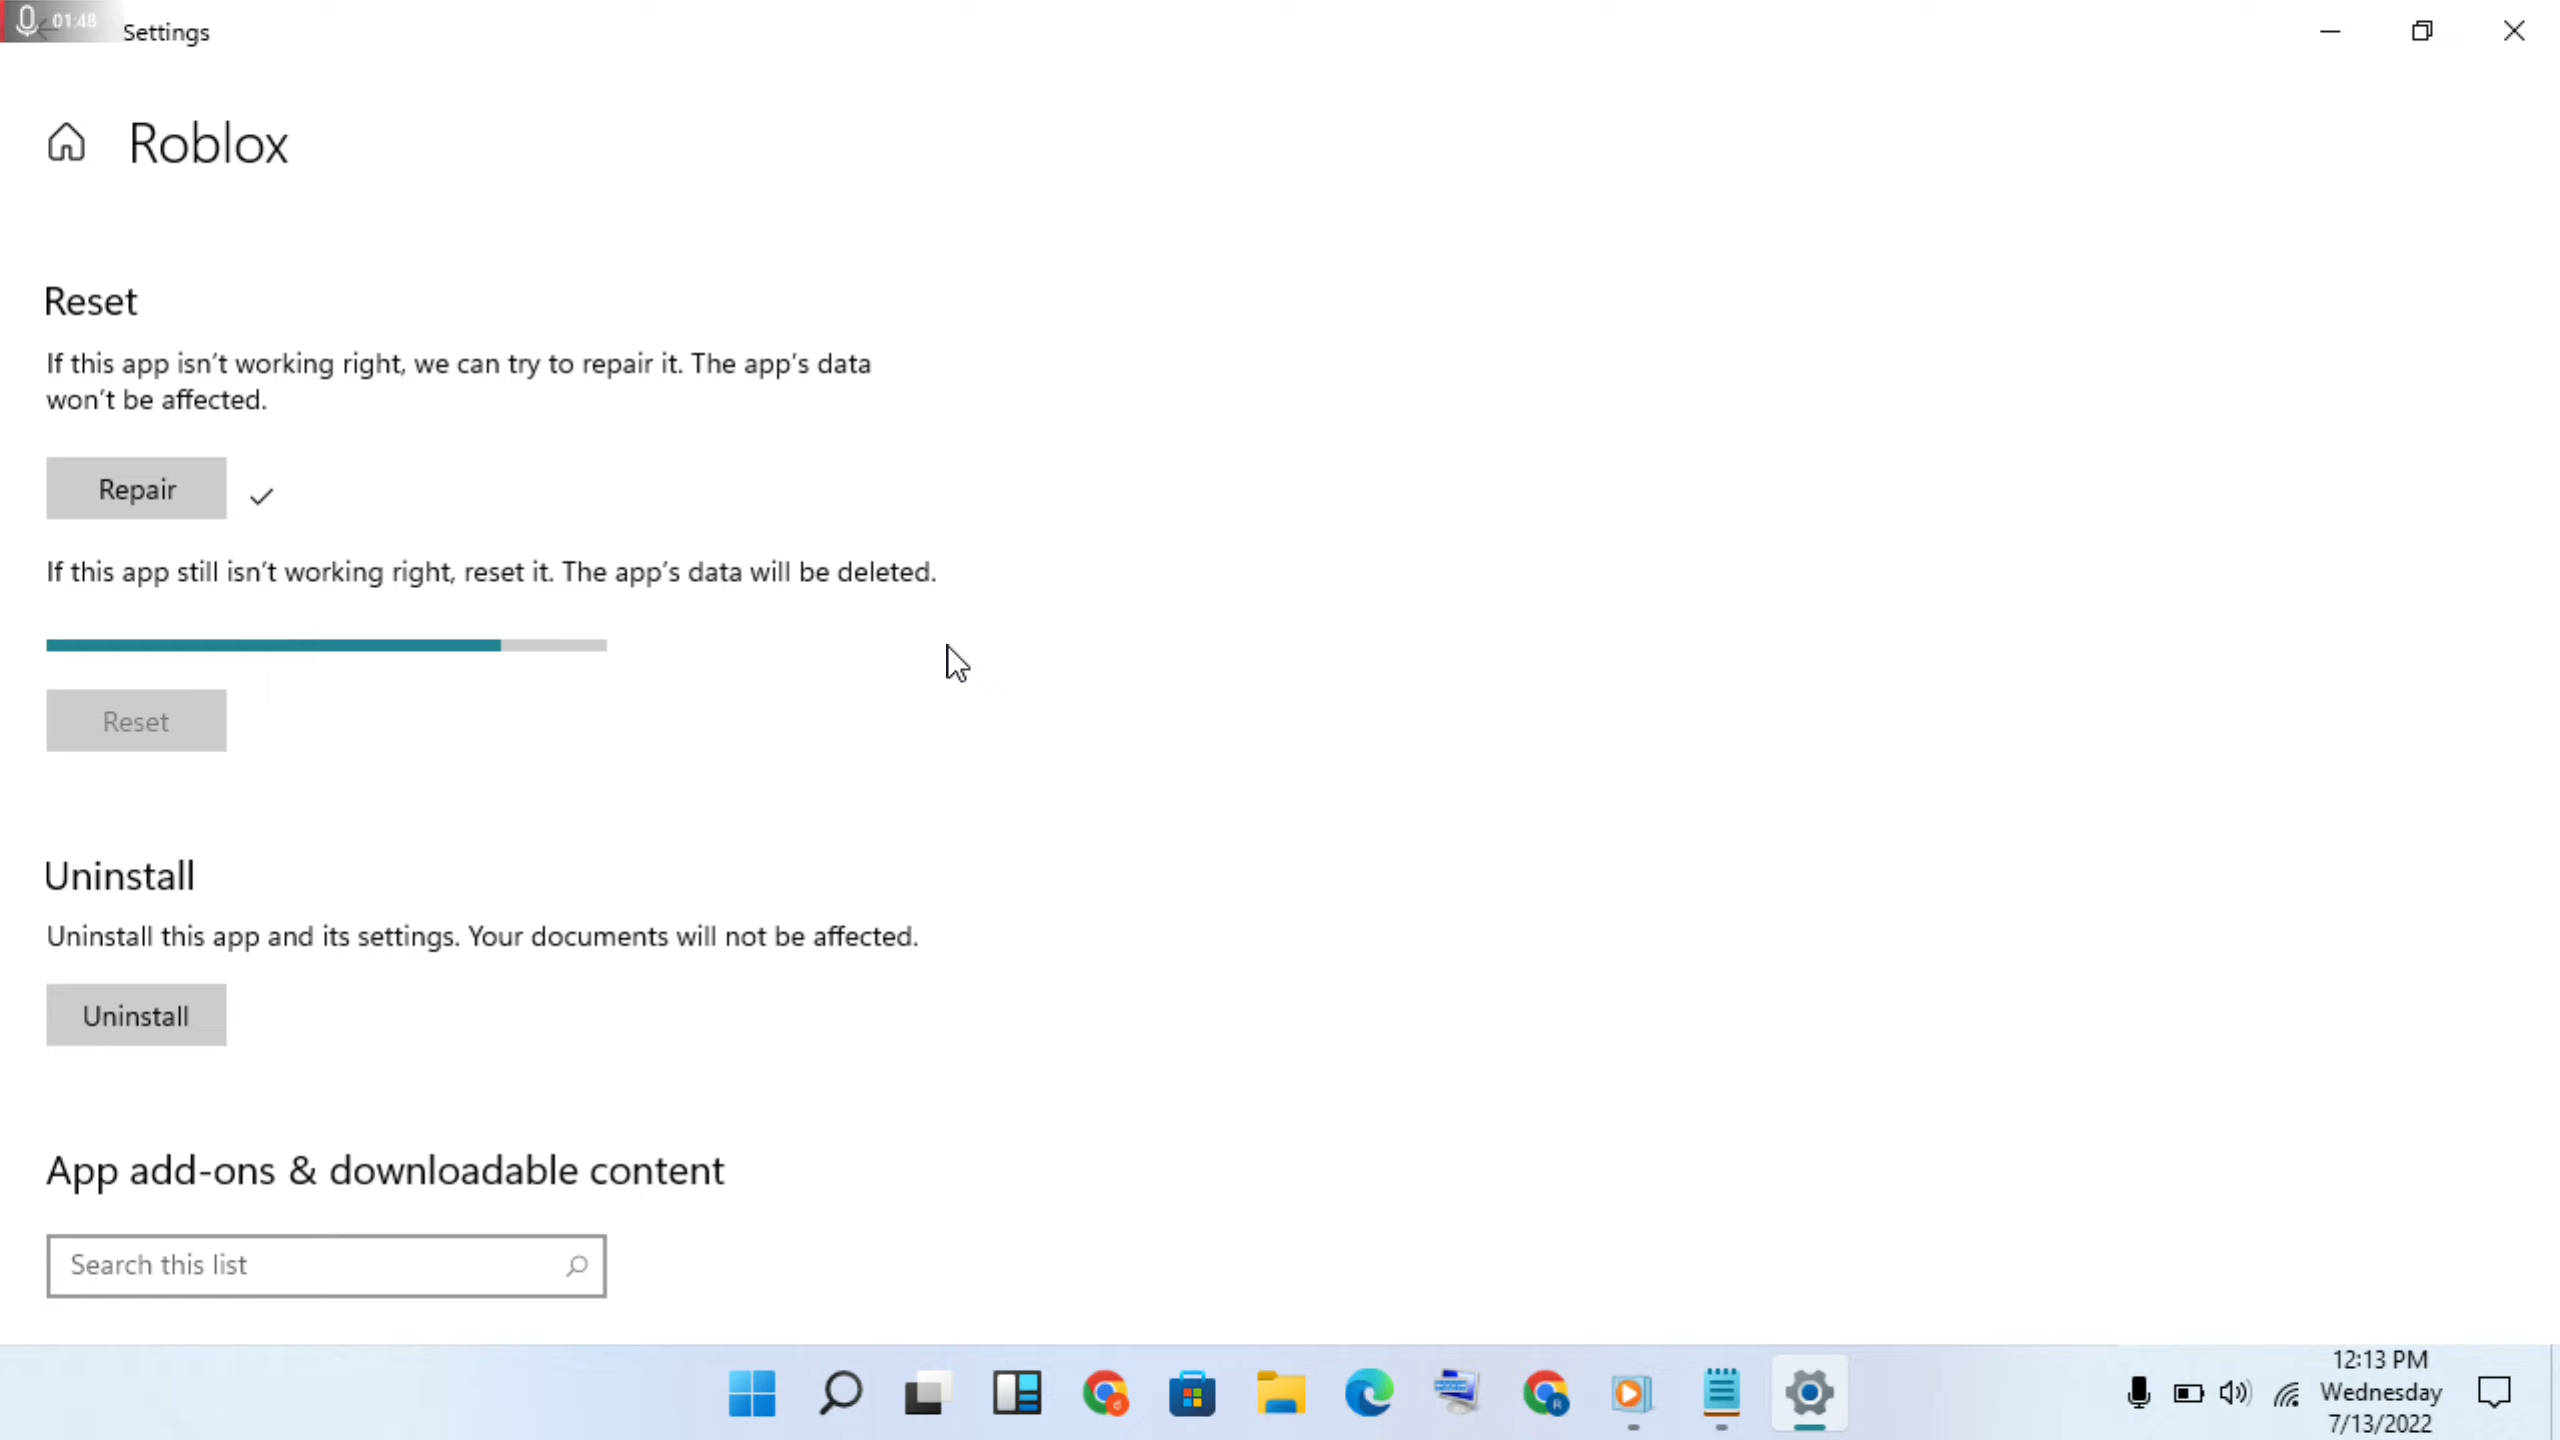 01:48
Settings
Roblox
Reset
If this app isn't working right, we can try to repair it. The app's data
won't be affected.
Repair
If this app still isn't working right, reset it. The app's data will be deleted.
Reset
Uninstall
Uninstall this app and its settings. Your documents will not be affected.
Uninstall
App add-ons & downloadable content
Search this list
12:13 PM
Wednesday
7/13/2022